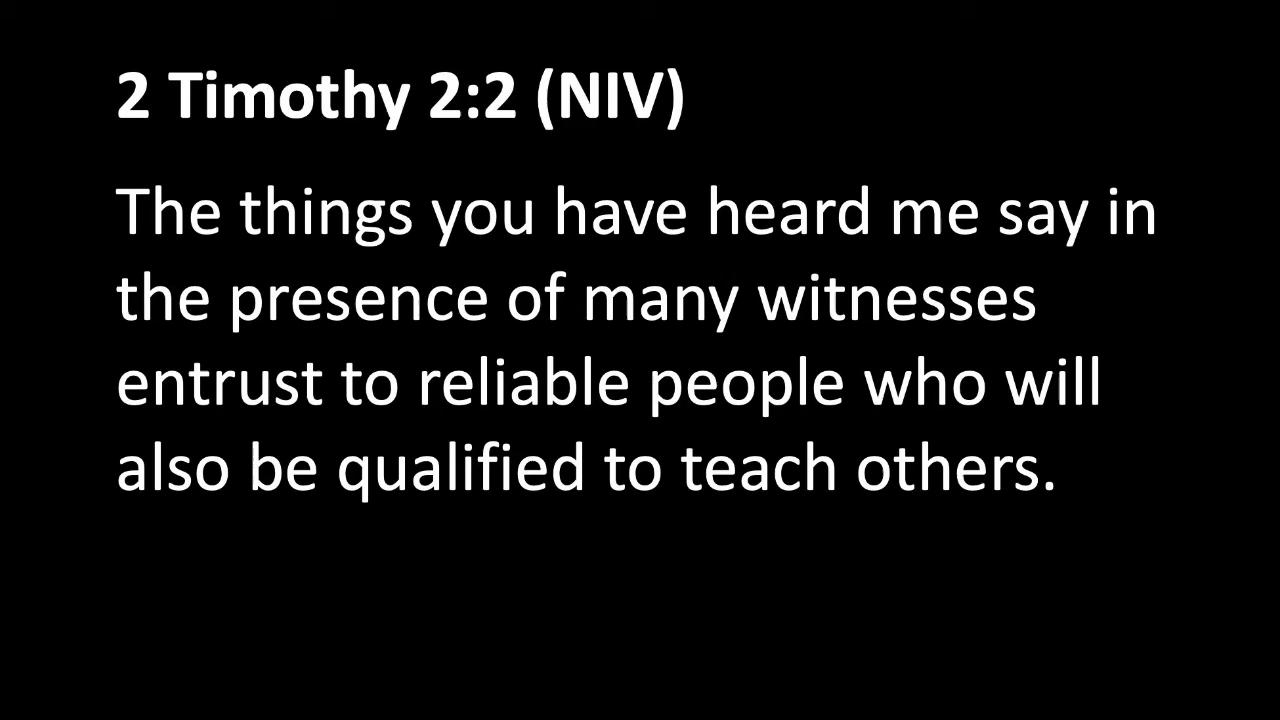 2 Timothy 2:2 (NIV)
The things you have heard me say in
the presence of many witnesses
entrust to reliable people who will
also be qualified to teach others.